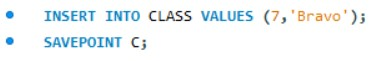 • INSERT INTO CLASS VALUES (7,'Bravo');
• SAVEPOINT C;